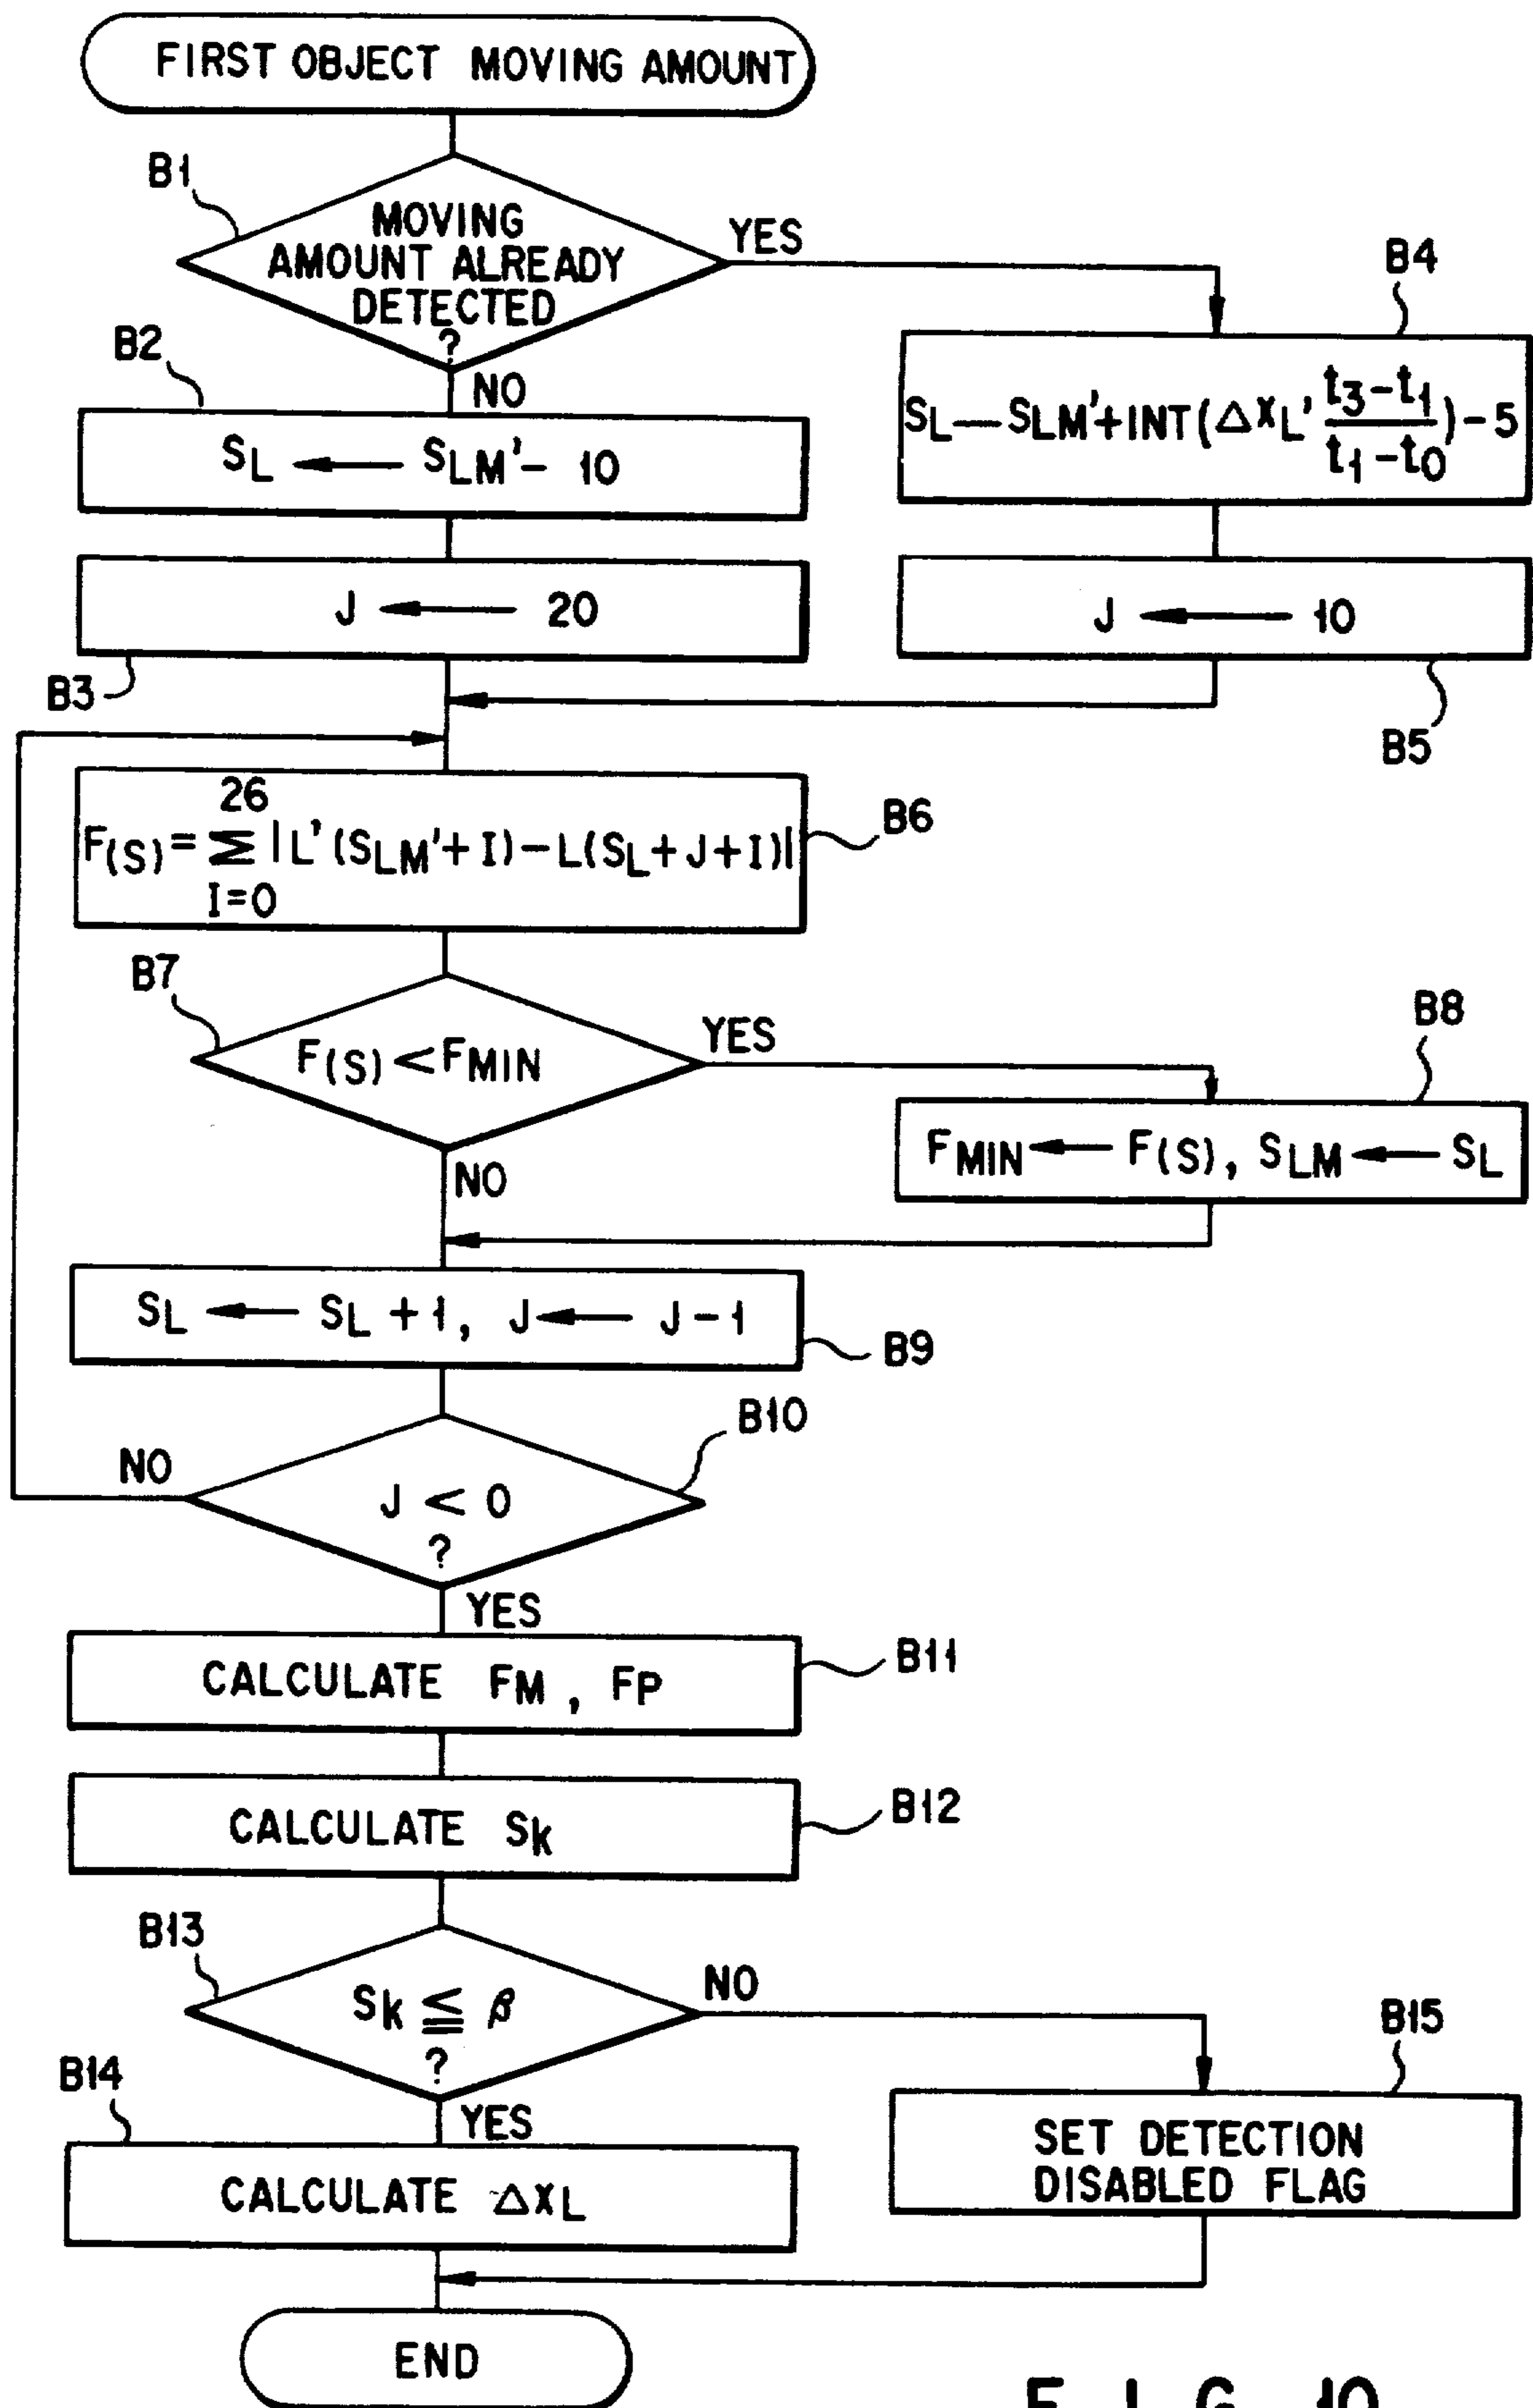 FIRST OBJECT MOVING AMOUNT
B1
MOVING
AMOUNT ALREADY
DETECTED
?
YES
NO
B2
SL ← SLM' - 10
B4
SL — SLM' + INT(ΔXL' (t3-t1)/(t1-t0)) - 5
J ← 20
B3
J ← 10
B5
F(S) = Σ I=0 26 |L'(SLM'+I) - L(SL+J+I)|
B6
B7
F(S) < FMIN
YES
NO
B8
FMIN ← F(S), SLM ← SL
SL ← SL + 1, J ← J - 1
B9
B10
J < 0
?
NO
YES
CALCULATE FM, FP
B11
CALCULATE Sk
B12
B13
Sk ≦ β
?
NO
YES
B14
CALCULATE ΔXL
B15
SET DETECTION
DISABLED FLAG
END
F I G. 10